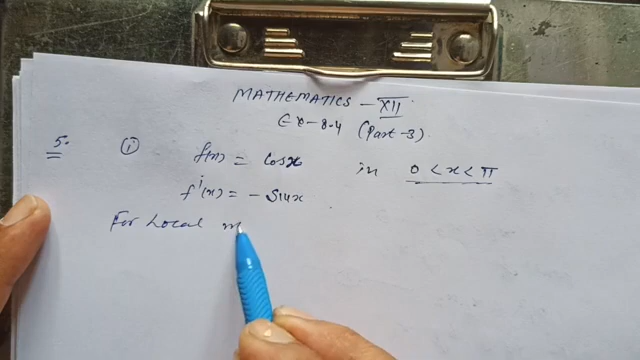 MATHEMATICS - XII
Ex-8.4 (Part-3).
5. (i) f(x) = cosx in 0 < x < π
f'(x) = - Sinx
For Local m